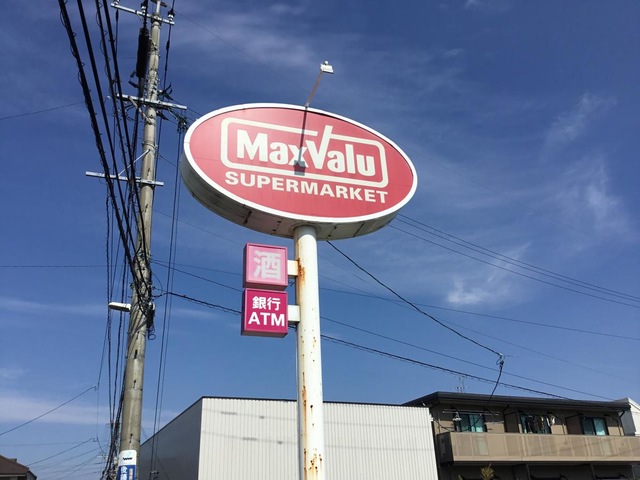 MaxValu
SUPERMARKET
酒
銀行
ATM